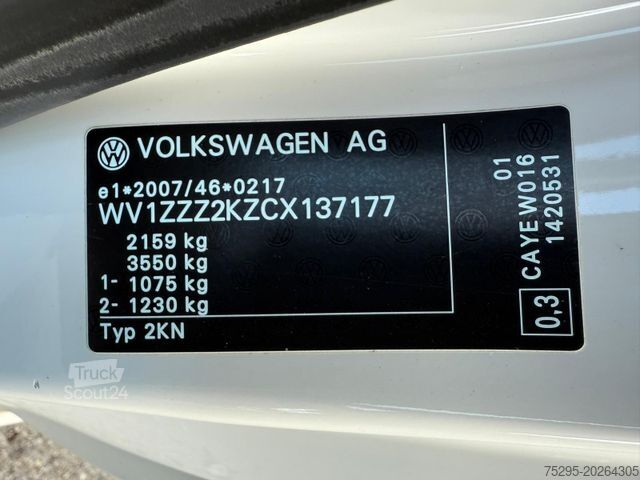 VOLKSWAGEN AG
e1*2007/46*0217
WV1ZZZ2KZCX137177
2159 kg
3550 kg
1- 1075 kg
2- 1230 kg
Typ 2KN
01
CAYEW016
1420531
0,3
Truck
Scout24
75295-20264305